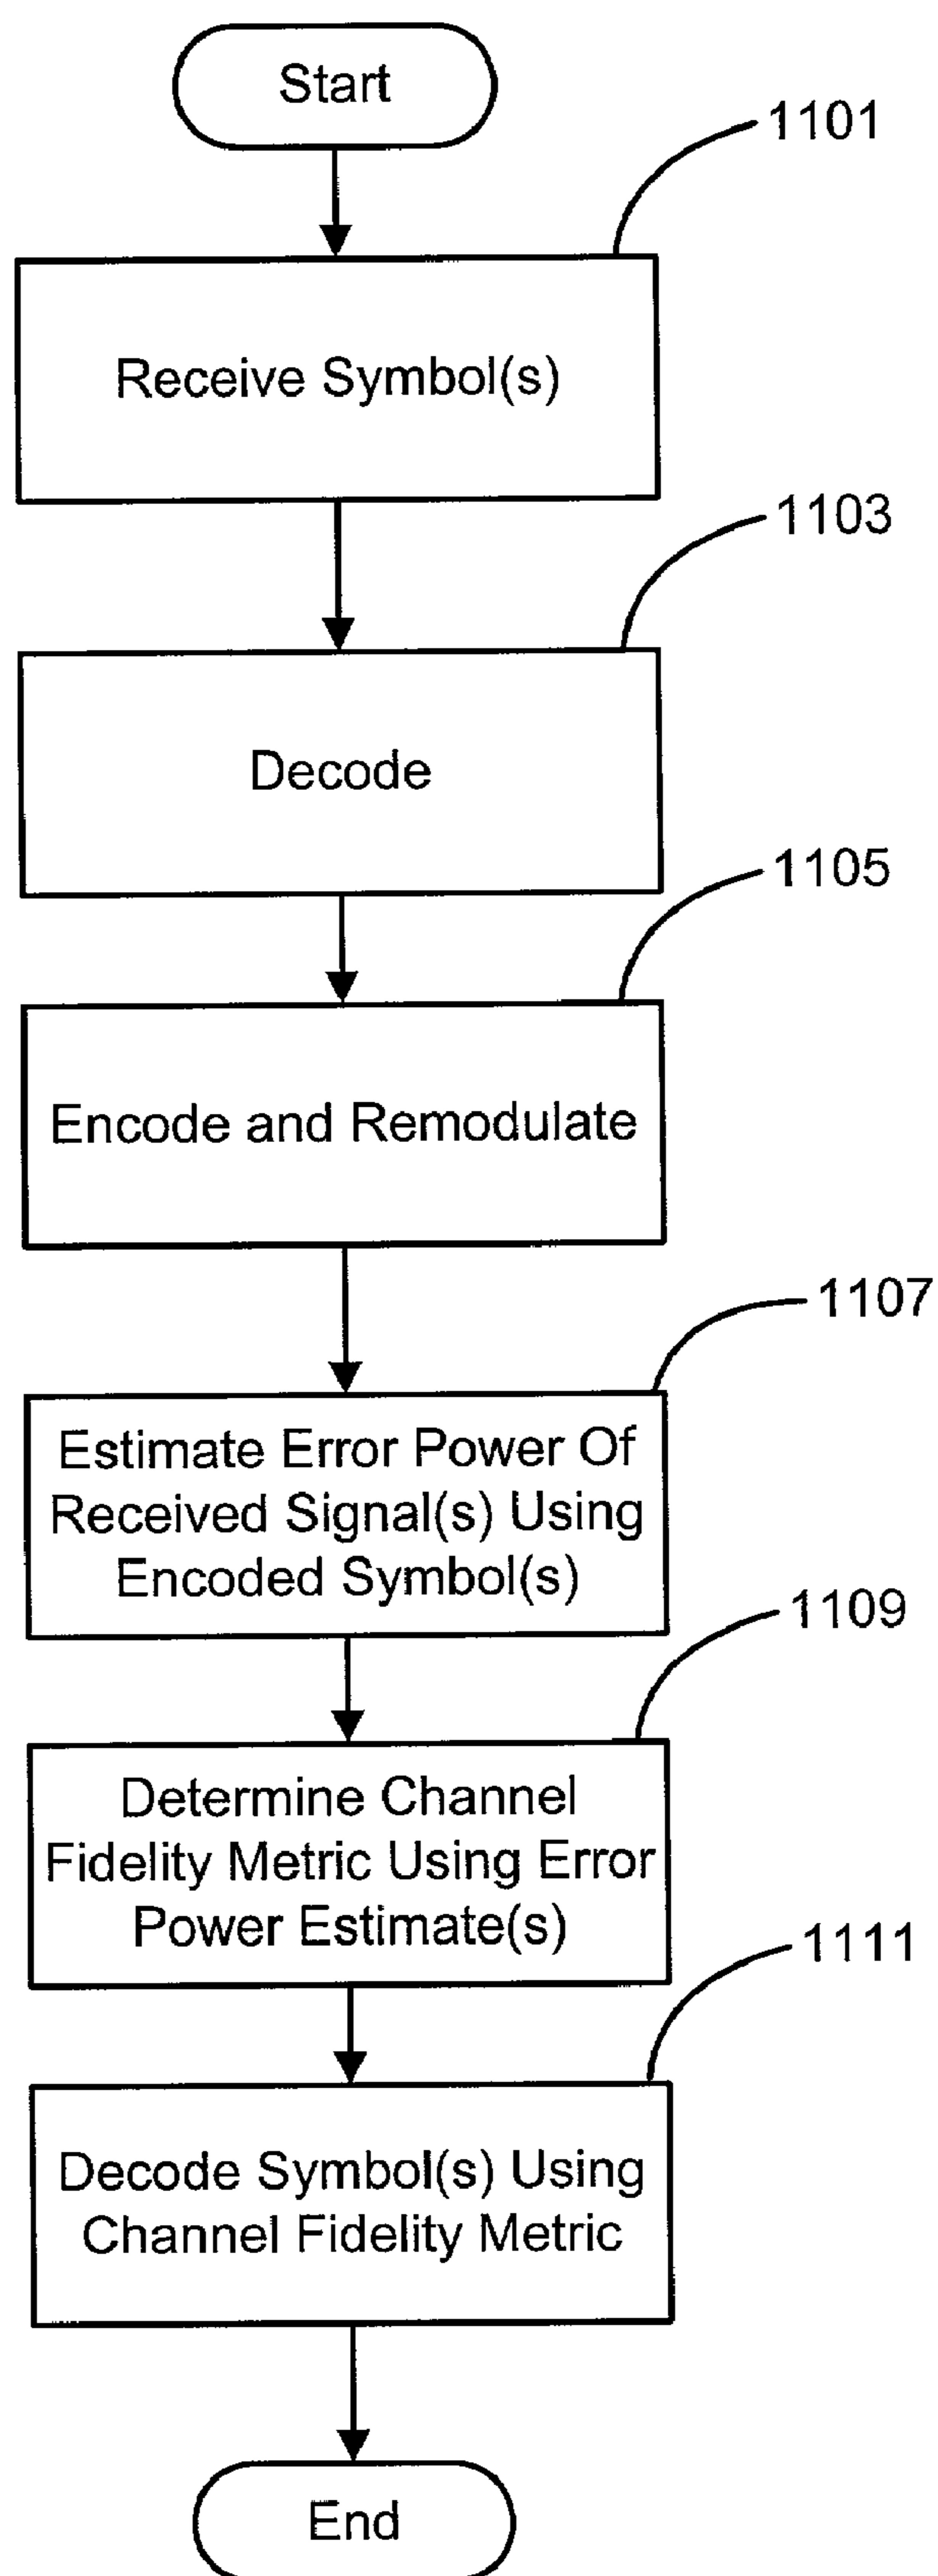 Start
1101
Receive Symbol(s)
1103
Decode
1105
Encode and Remodulate
1107
Estimate Error Power Of
Received Signal(s) Using
Encoded Symbol(s)
1109
Determine Channel
Fidelity Metric Using Error
Power Estimate(s)
1111
Decode Symbol(s) Using
Channel Fidelity Metric
End